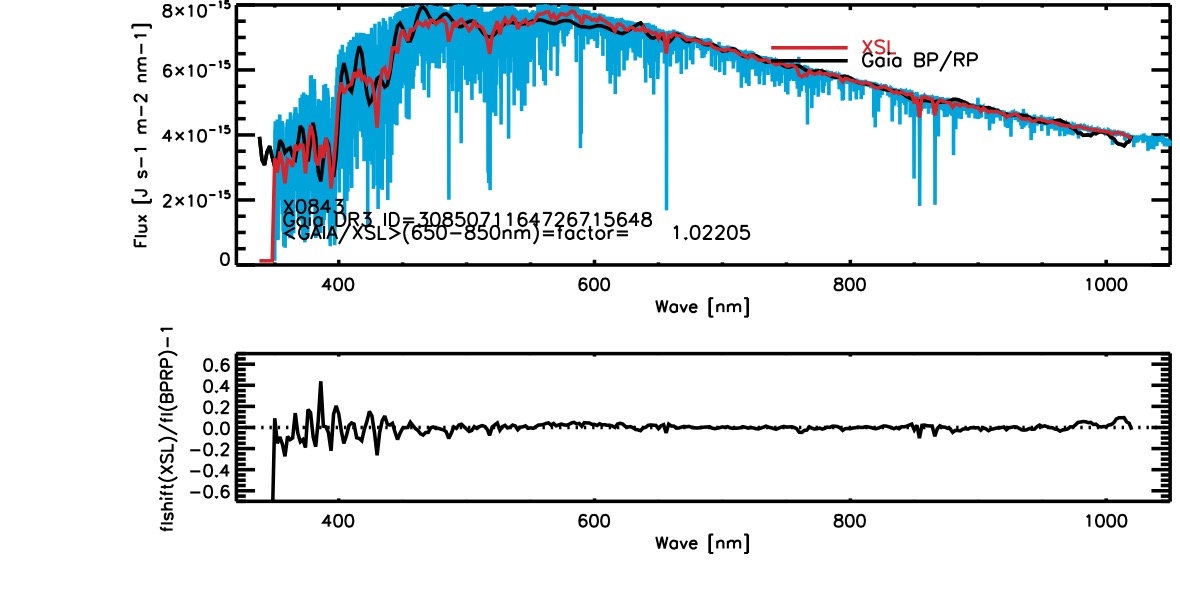 8×10−15
6×10−15
4×10−15
2×10−15
0
Flux [J s−1 m−2 nm−1]
XSL
Gaia BP/RP
X0843
Gaia DR3 ID=3085071164726715648
<GAIA/XSL>(650−850nm)=factor= 1.02205
400 600 800 1000
Wave [nm]
flshift(XSL)/fl(BPRP)−1
0.6
0.4
0.2
0.0
−0.2
−0.4
−0.6
400 600 800 1000
Wave [nm]